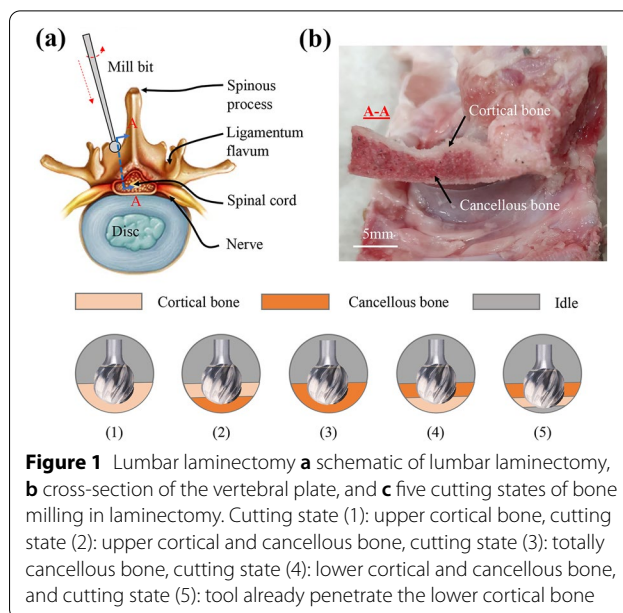 (a)
Mill bit
Spinous
process
A
Ligamentum
flavum
Spinal cord
A
Nerve
Disc
(b)
A-A
Cortical bone
Cancellous bone
5mm
Cortical bone
Cancellous bone
Idle
(1)
(2)
(3)
(4)
(5)
Figure 1 Lumbar laminectomy a schematic of lumbar laminectomy,
b cross-section of the vertebral plate, and c five cutting states of bone
milling in laminectomy. Cutting state (1): upper cortical bone, cutting
state (2): upper cortical and cancellous bone, cutting state (3): totally
cancellous bone, cutting state (4): lower cortical and cancellous bone,
and cutting state (5): tool already penetrate the lower cortical bone